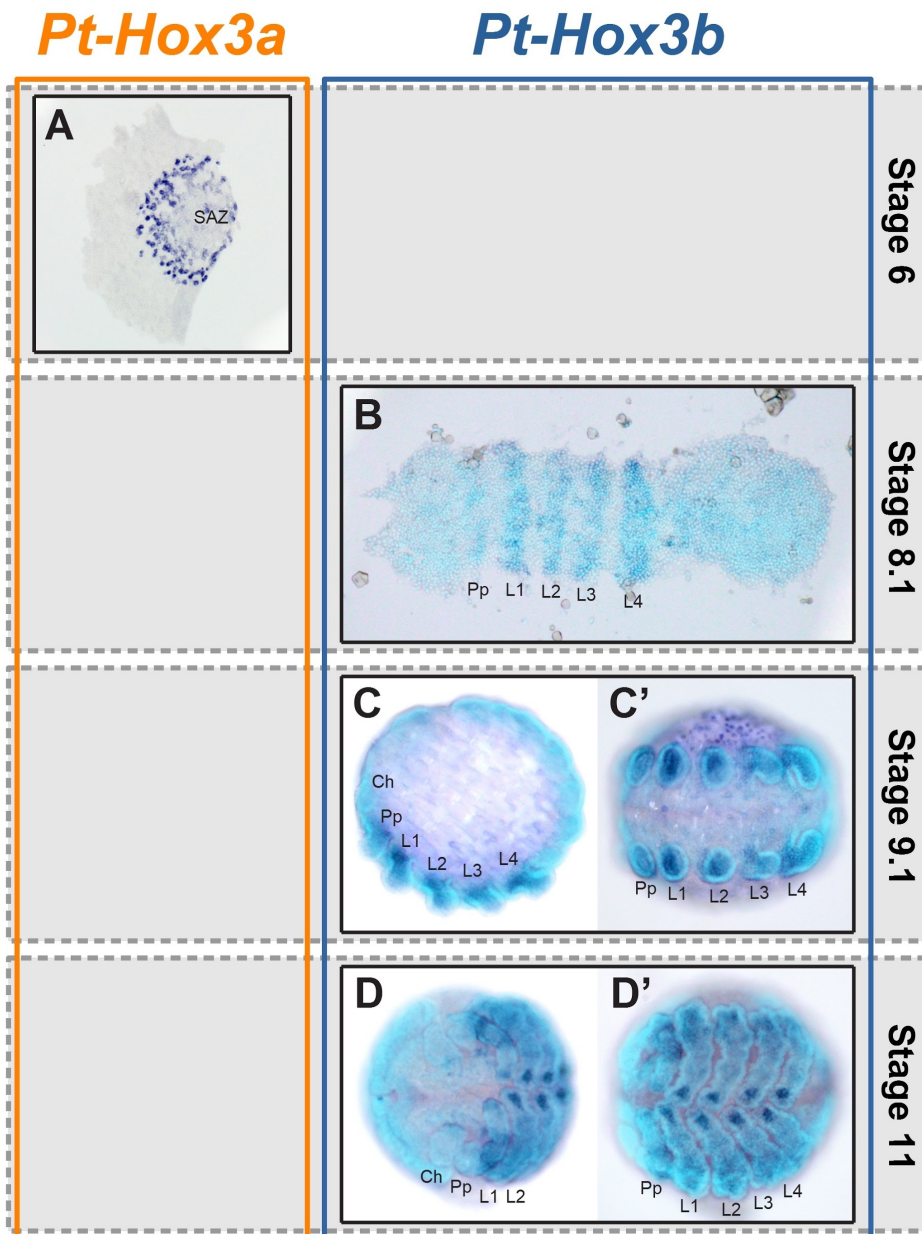 Pt-Hox3a
Pt-Hox3b
A
SAZ
Stage 6
B
Pp L1 L2 L3 L4
Stage 8.1
C
Ch
Pp
L1
L2
L3
L4
C’
Pp L1 L2 L3 L4
Stage 9.1
D
Ch Pp L1 L2
D’
Pp L1 L2 L3 L4
Stage 11